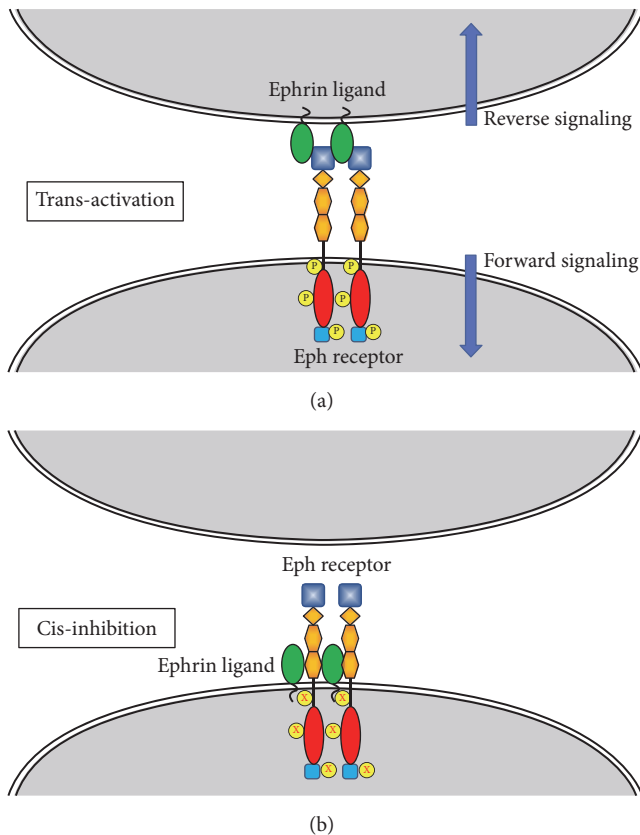 Ephrin ligand
Reverse signaling
Trans-activation
Forward signaling
P P
P P
P P
Eph receptor
(a)
Eph receptor
Cis-inhibition
Ephrin ligand
X X
X X
X X
(b)